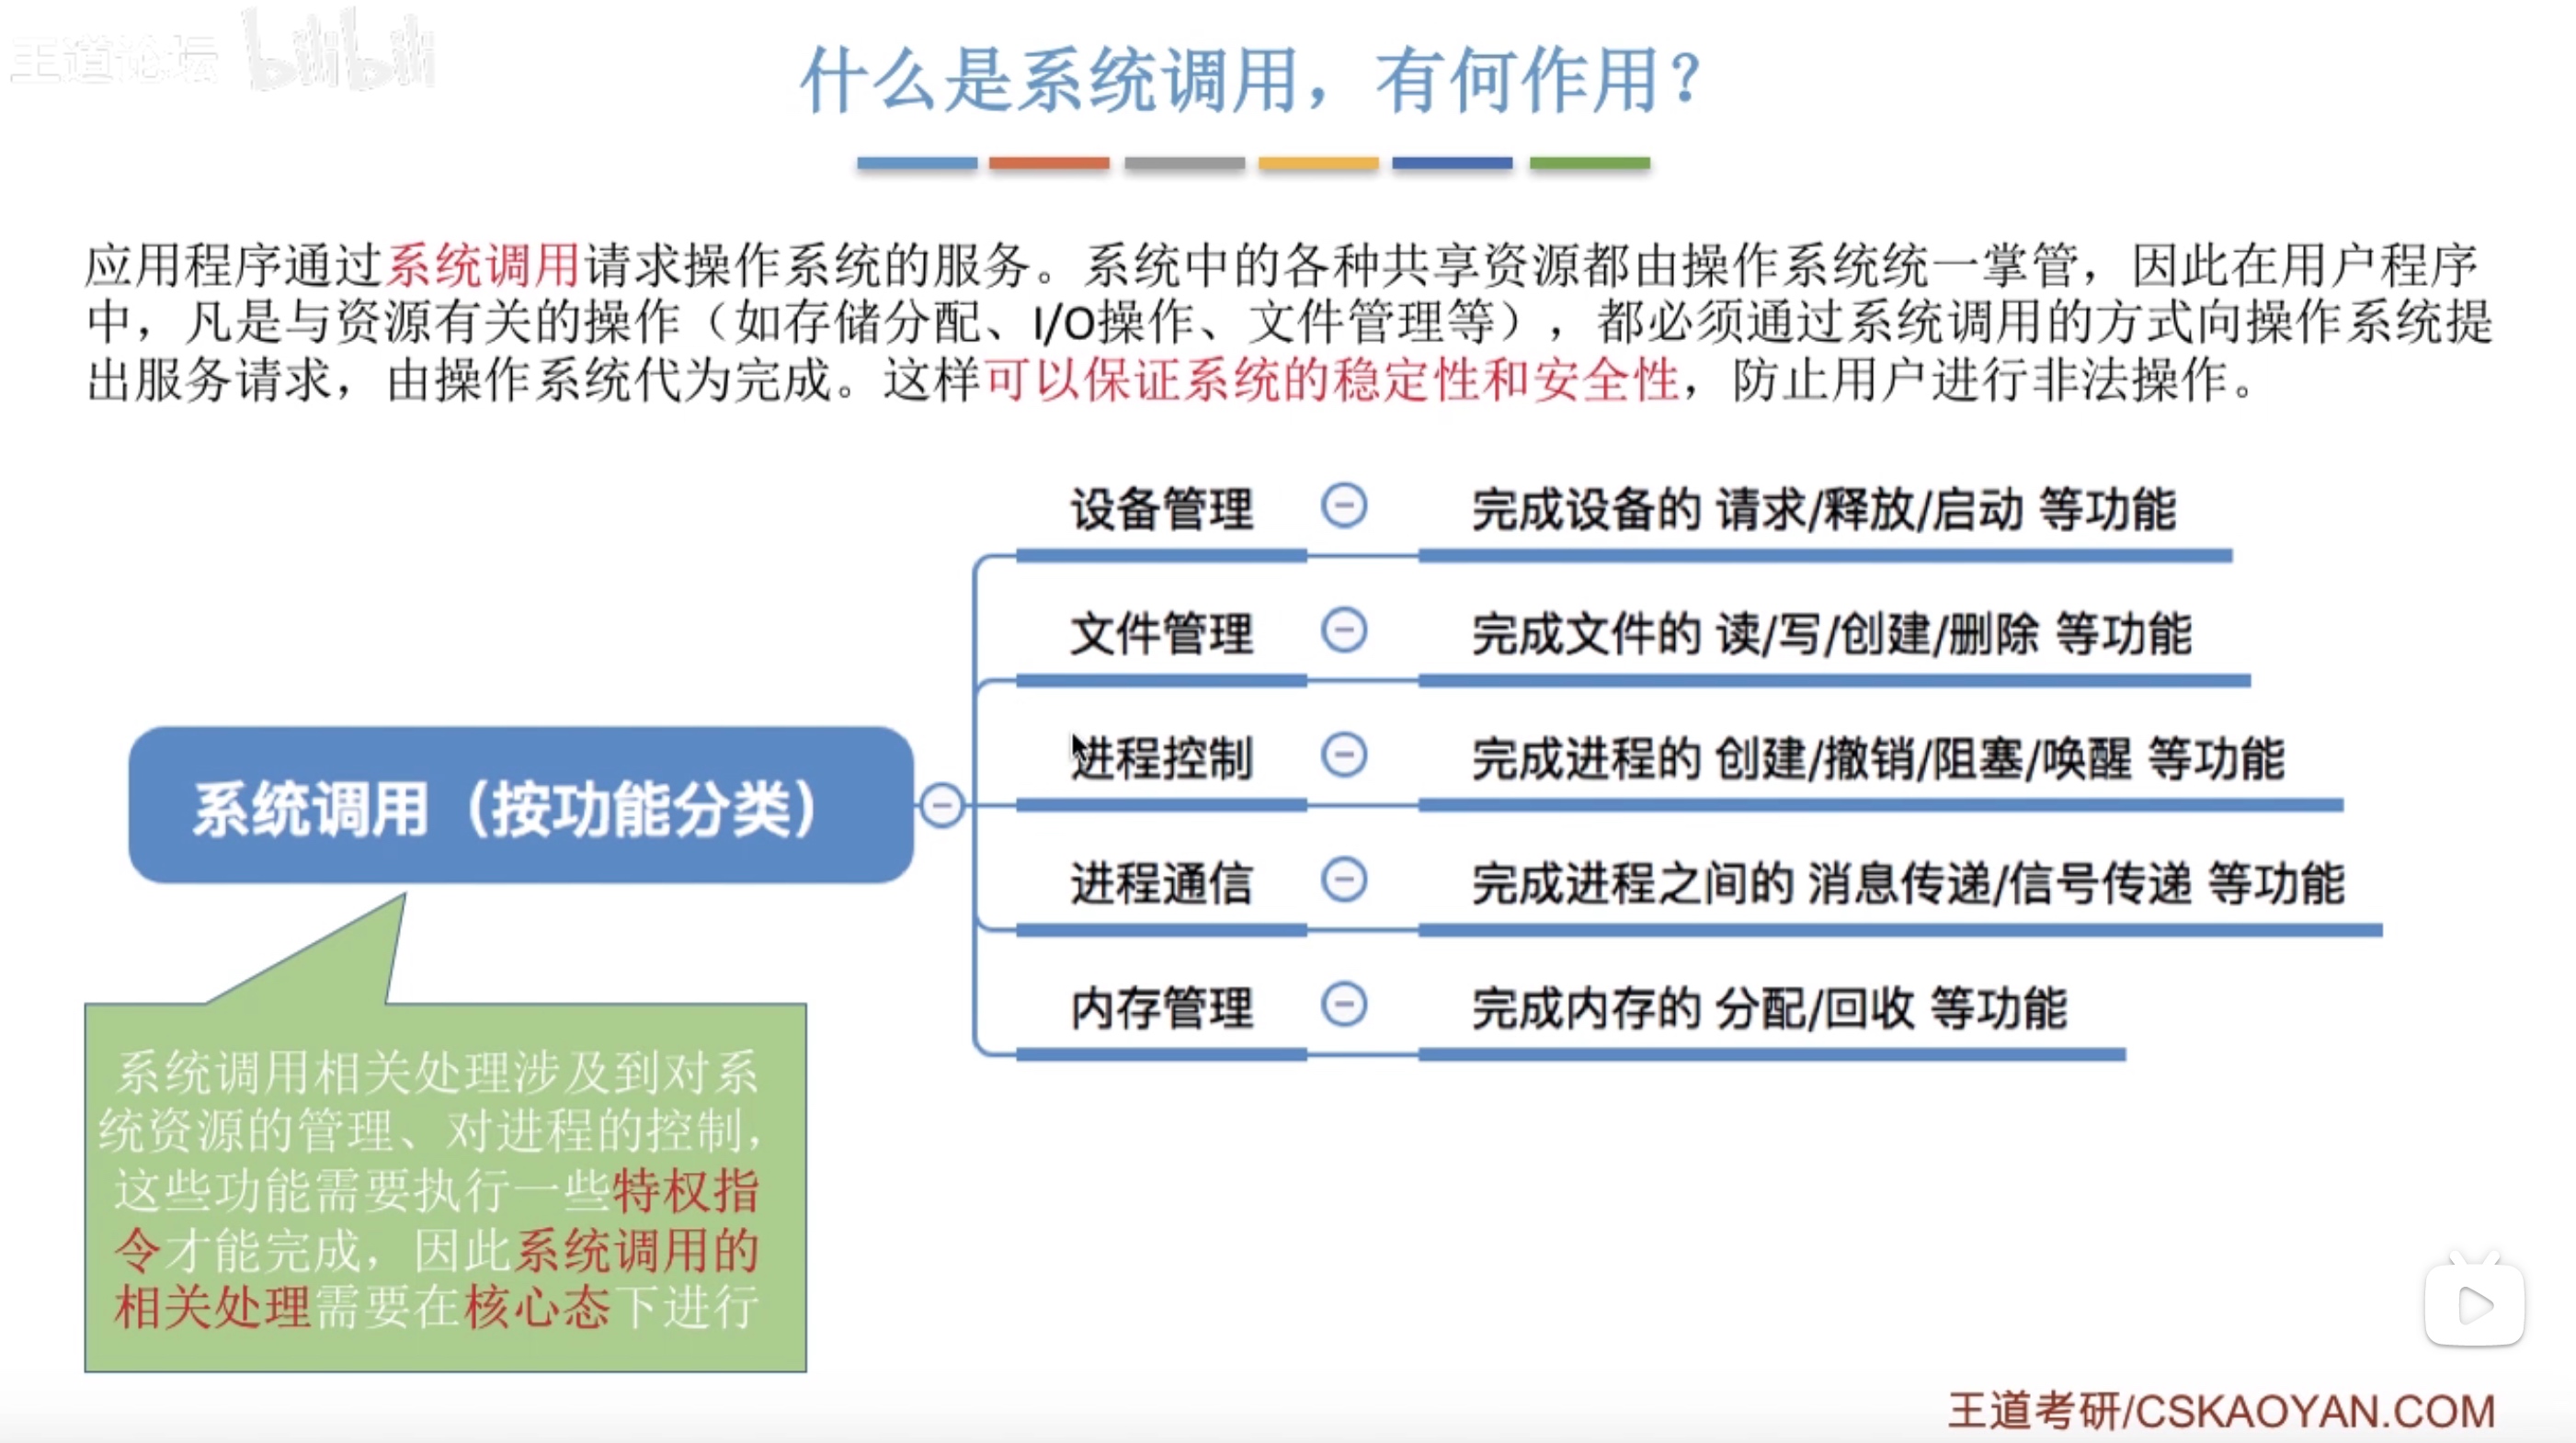 王道论坛 bilibili
什么是系统调用，有何作用？
应用程序通过系统调用请求操作系统的服务。系统中的各种共享资源都由操作系统统一掌管，因此在用户程序
中，凡是与资源有关的操作（如存储分配、I/O操作、文件管理等），都必须通过系统调用的方式向操作系统提
出服务请求，由操作系统代为完成。这样可以保证系统的稳定性和安全性，防止用户进行非法操作。
设备管理 完成设备的 请求/释放/启动 等功能
文件管理 完成文件的 读/写/创建/删除 等功能
进程控制 完成进程的 创建/撤销/阻塞/唤醒 等功能
系统调用（按功能分类）
进程通信 完成进程之间的 消息传递/信号传递 等功能
内存管理 完成内存的 分配/回收 等功能
系统调用相关处理涉及到对系
统资源的管理、对进程的控制，
这些功能需要执行一些特权指
令才能完成，因此系统调用的
相关处理需要在核心态下进行
王道考研/CSKAOYAN.COM